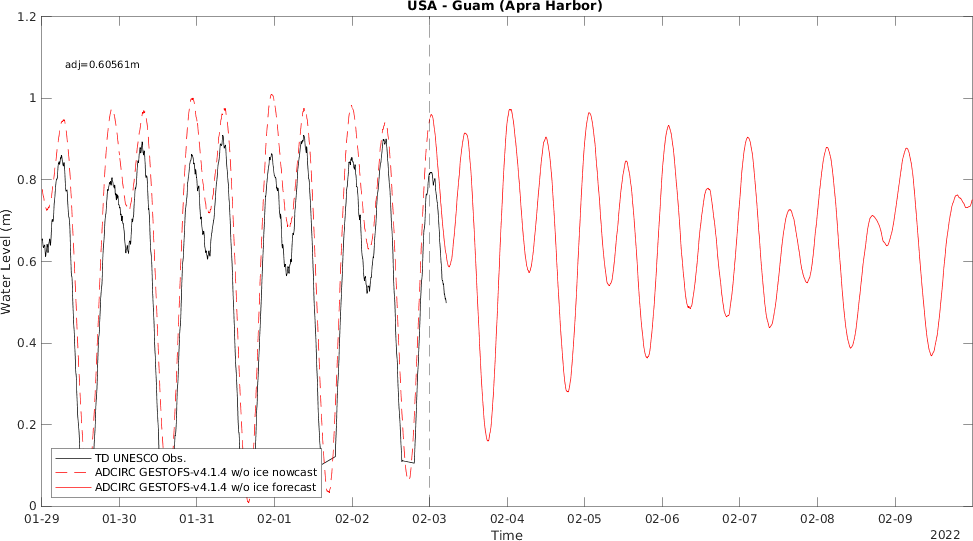 USA - Guam (Apra Harbor)
1.2
adj=0.60561m
1
0.8
0.6
0.4
0.2
0
Water Level (m)
TD UNESCO Obs.
ADCIRC GESTOFS-v4.1.4 w/o ice nowcast
ADCIRC GESTOFS-v4.1.4 w/o ice forecast
01-29 01-30 01-31 02-01 02-02 02-03 02-04 02-05 02-06 02-07 02-08 02-09
Time
2022